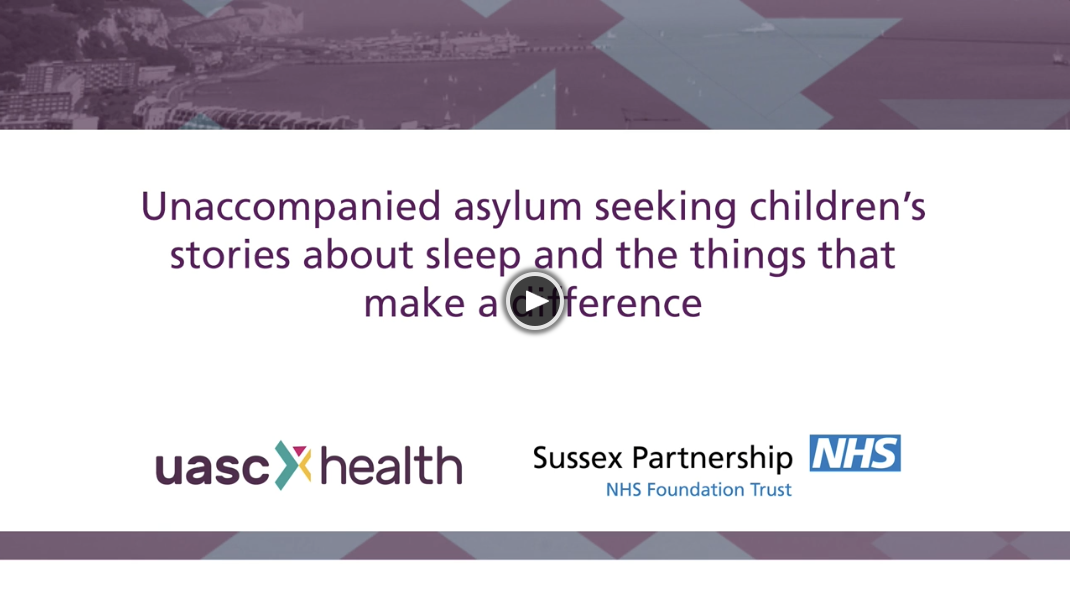 Unaccompanied asylum seeking children’s
stories about sleep and the things that
make a difference
uasc health
Sussex Partnership NHS
NHS Foundation Trust